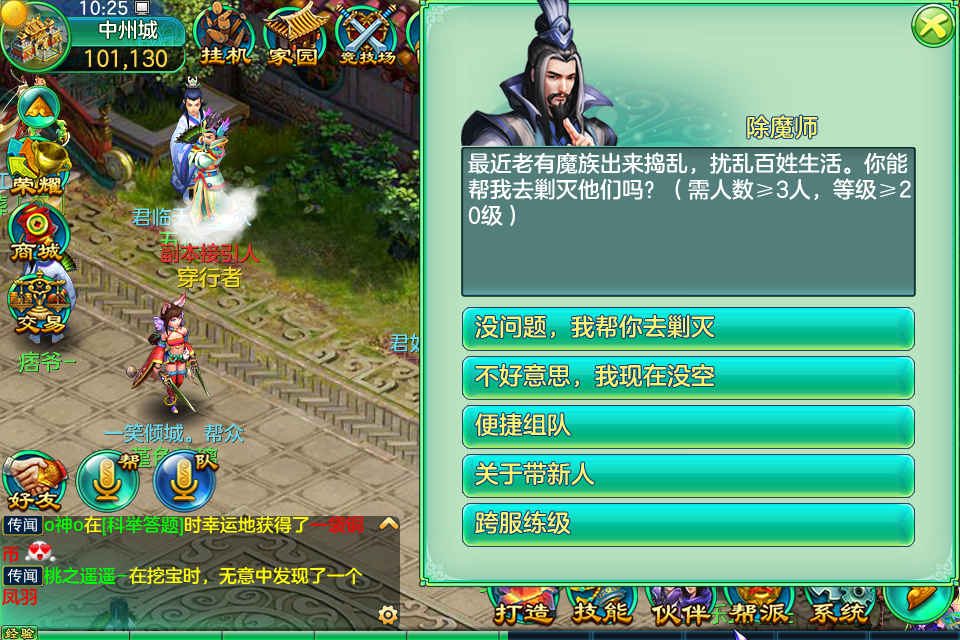 10:25
中州城
101,130
挂机
家园
竞技场
荣耀
商城
交易
君临天
副本接引人
穿行者
痞爷
一笑倾城。帮众
好友
帮
队
传闻 o神o在[科举答题]时幸运地获得了一袋铜
币
传闻 桃之遥遥 在挖宝时，无意中发现了一个
凤羽
经验
除魔师
最近老有魔族出来捣乱，扰乱百姓生活。你能
帮我去剿灭他们吗？（需人数≥3人，等级≥2
0级）
没问题，我帮你去剿灭
不好意思，我现在没空
便捷组队
关于带新人
跨服练级
打造
技能
伙伴
帮派
系统